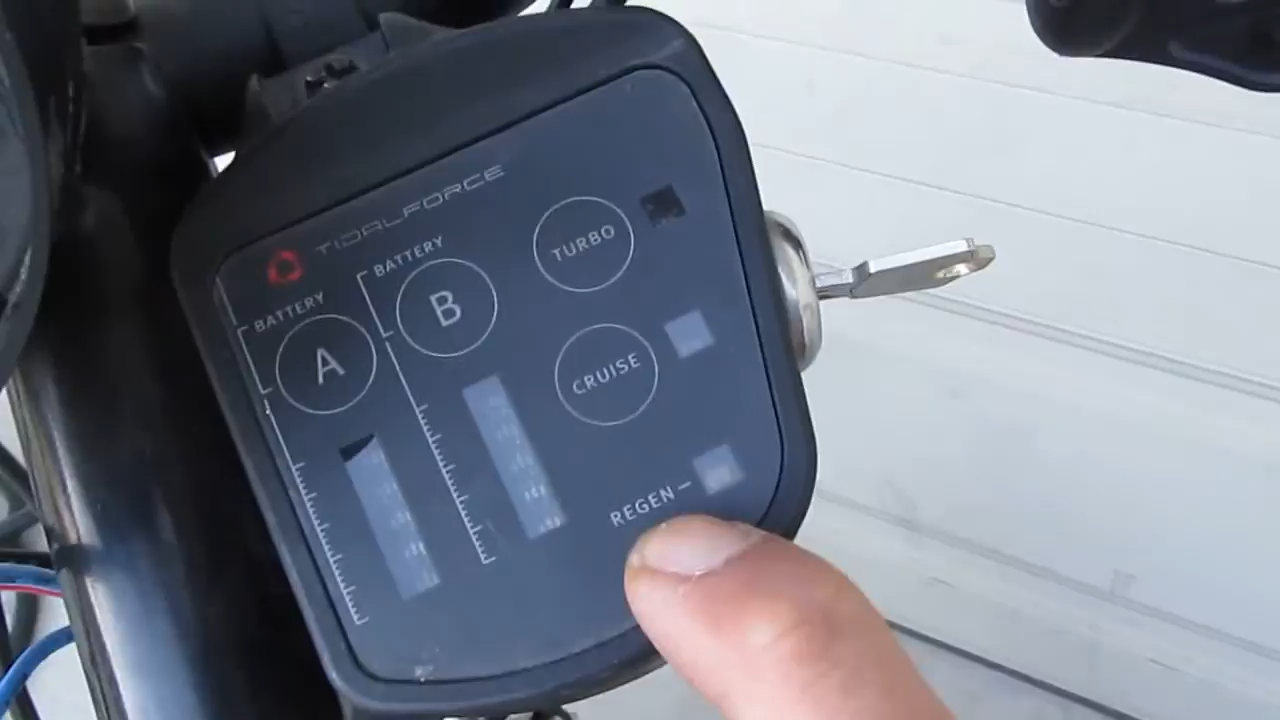 TIDALFORCE
BATTERY
A
BATTERY
B
TURBO
CRUISE
REGEN